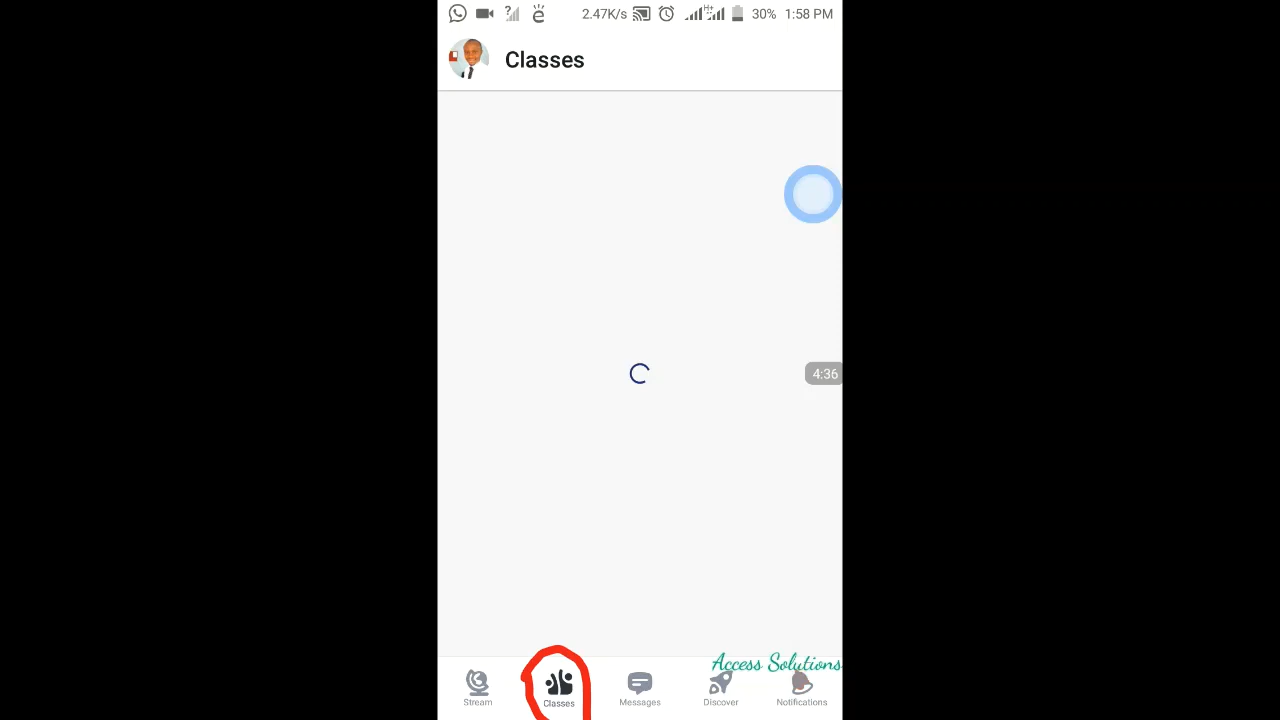 2.47K/s 30% 1:58 PM
Classes
4:36
Access Solutions
Stream Classes Messages Discover Notifications